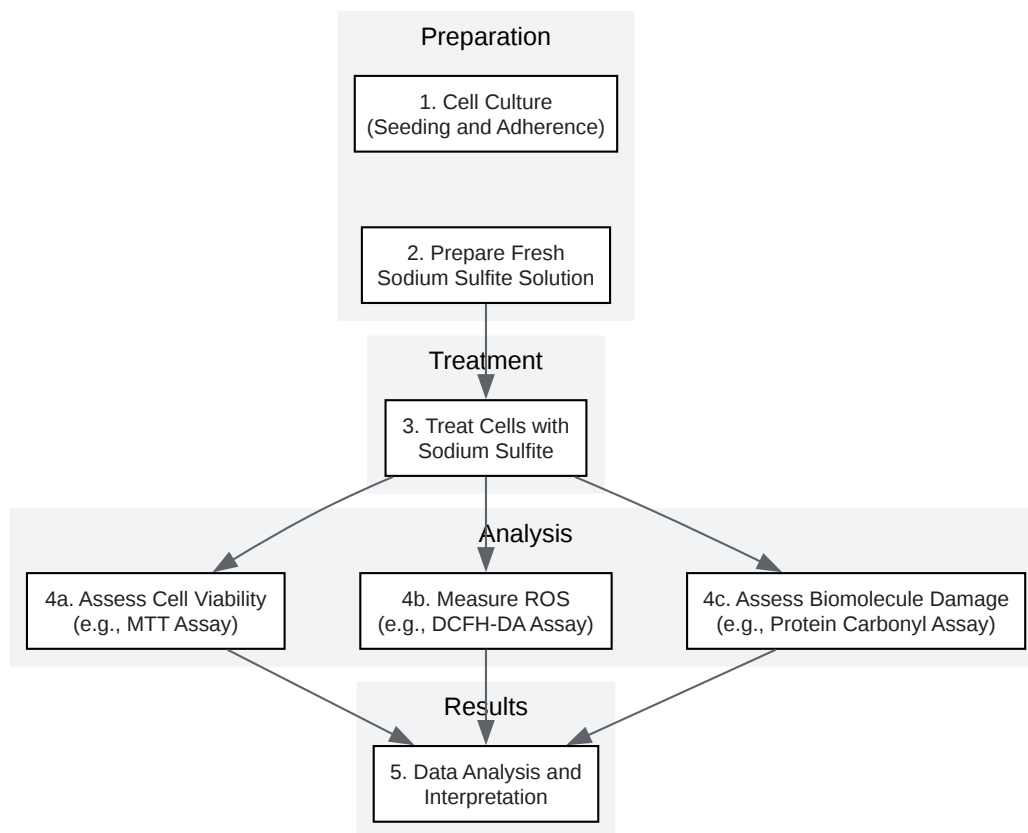 Preparation
1. Cell Culture
(Seeding and Adherence)
2. Prepare Fresh
Sodium Sulfite Solution
Treatment
3. Treat Cells with
Sodium Sulfite
Analysis
4a. Assess Cell Viability
(e.g., MTT Assay)
4b. Measure ROS
(e.g., DCFH-DA Assay)
4c. Assess Biomolecule Damage
(e.g., Protein Carbonyl Assay)
Results
5. Data Analysis and
Interpretation